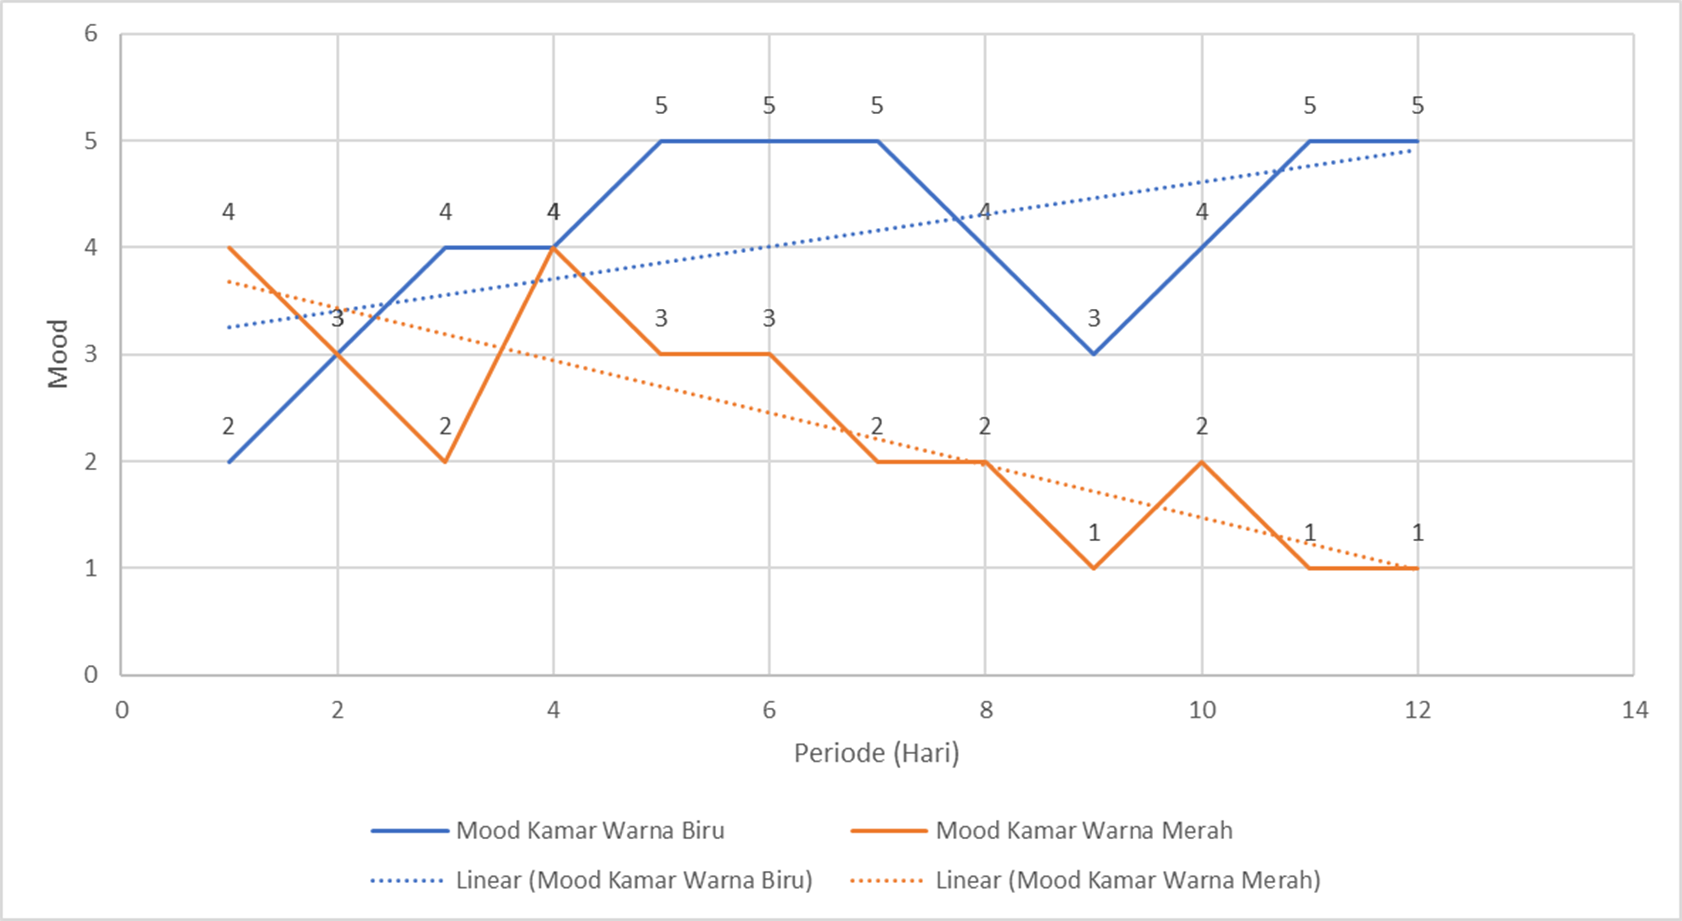 6
5 5 5 5 5
5
4 4 4 4 4
4
3 3 3 3
3
2 2 2 2 2
2
1 1 1
1
0
0 2 4 6 8 10 12 14
Mood
Periode (Hari)
Mood Kamar Warna Biru Mood Kamar Warna Merah
Linear (Mood Kamar Warna Biru) Linear (Mood Kamar Warna Merah)